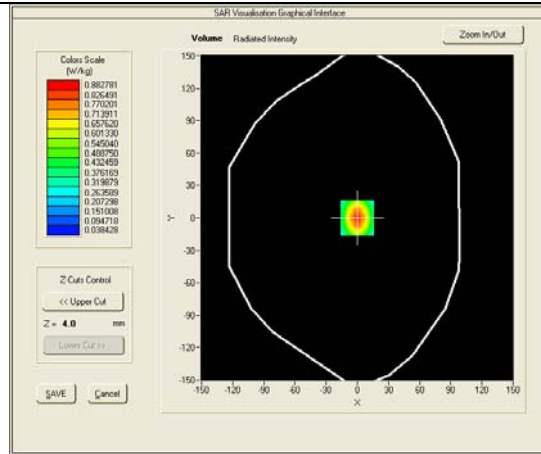 SAR Visualisation Graphical Interface
Volume Radiated Intensity
Zoom In/Out
Colors Scale
(W/kg)
0.882781
0.826491
0.770201
0.713911
0.657620
0.601330
0.545040
0.488750
0.432459
0.376169
0.319879
0.263589
0.207298
0.151008
0.094718
0.038428
Z Cuts Control
<< Upper Cut
Z = 4.0 mm
Lower Cut >>
SAVE Cancel
150-
120-
90-
60-
30-
0-
-30-
-60-
-90-
-120-
-150-
Y
-150 -120 -90 -60 -30 0 30 60 90 120 150
X